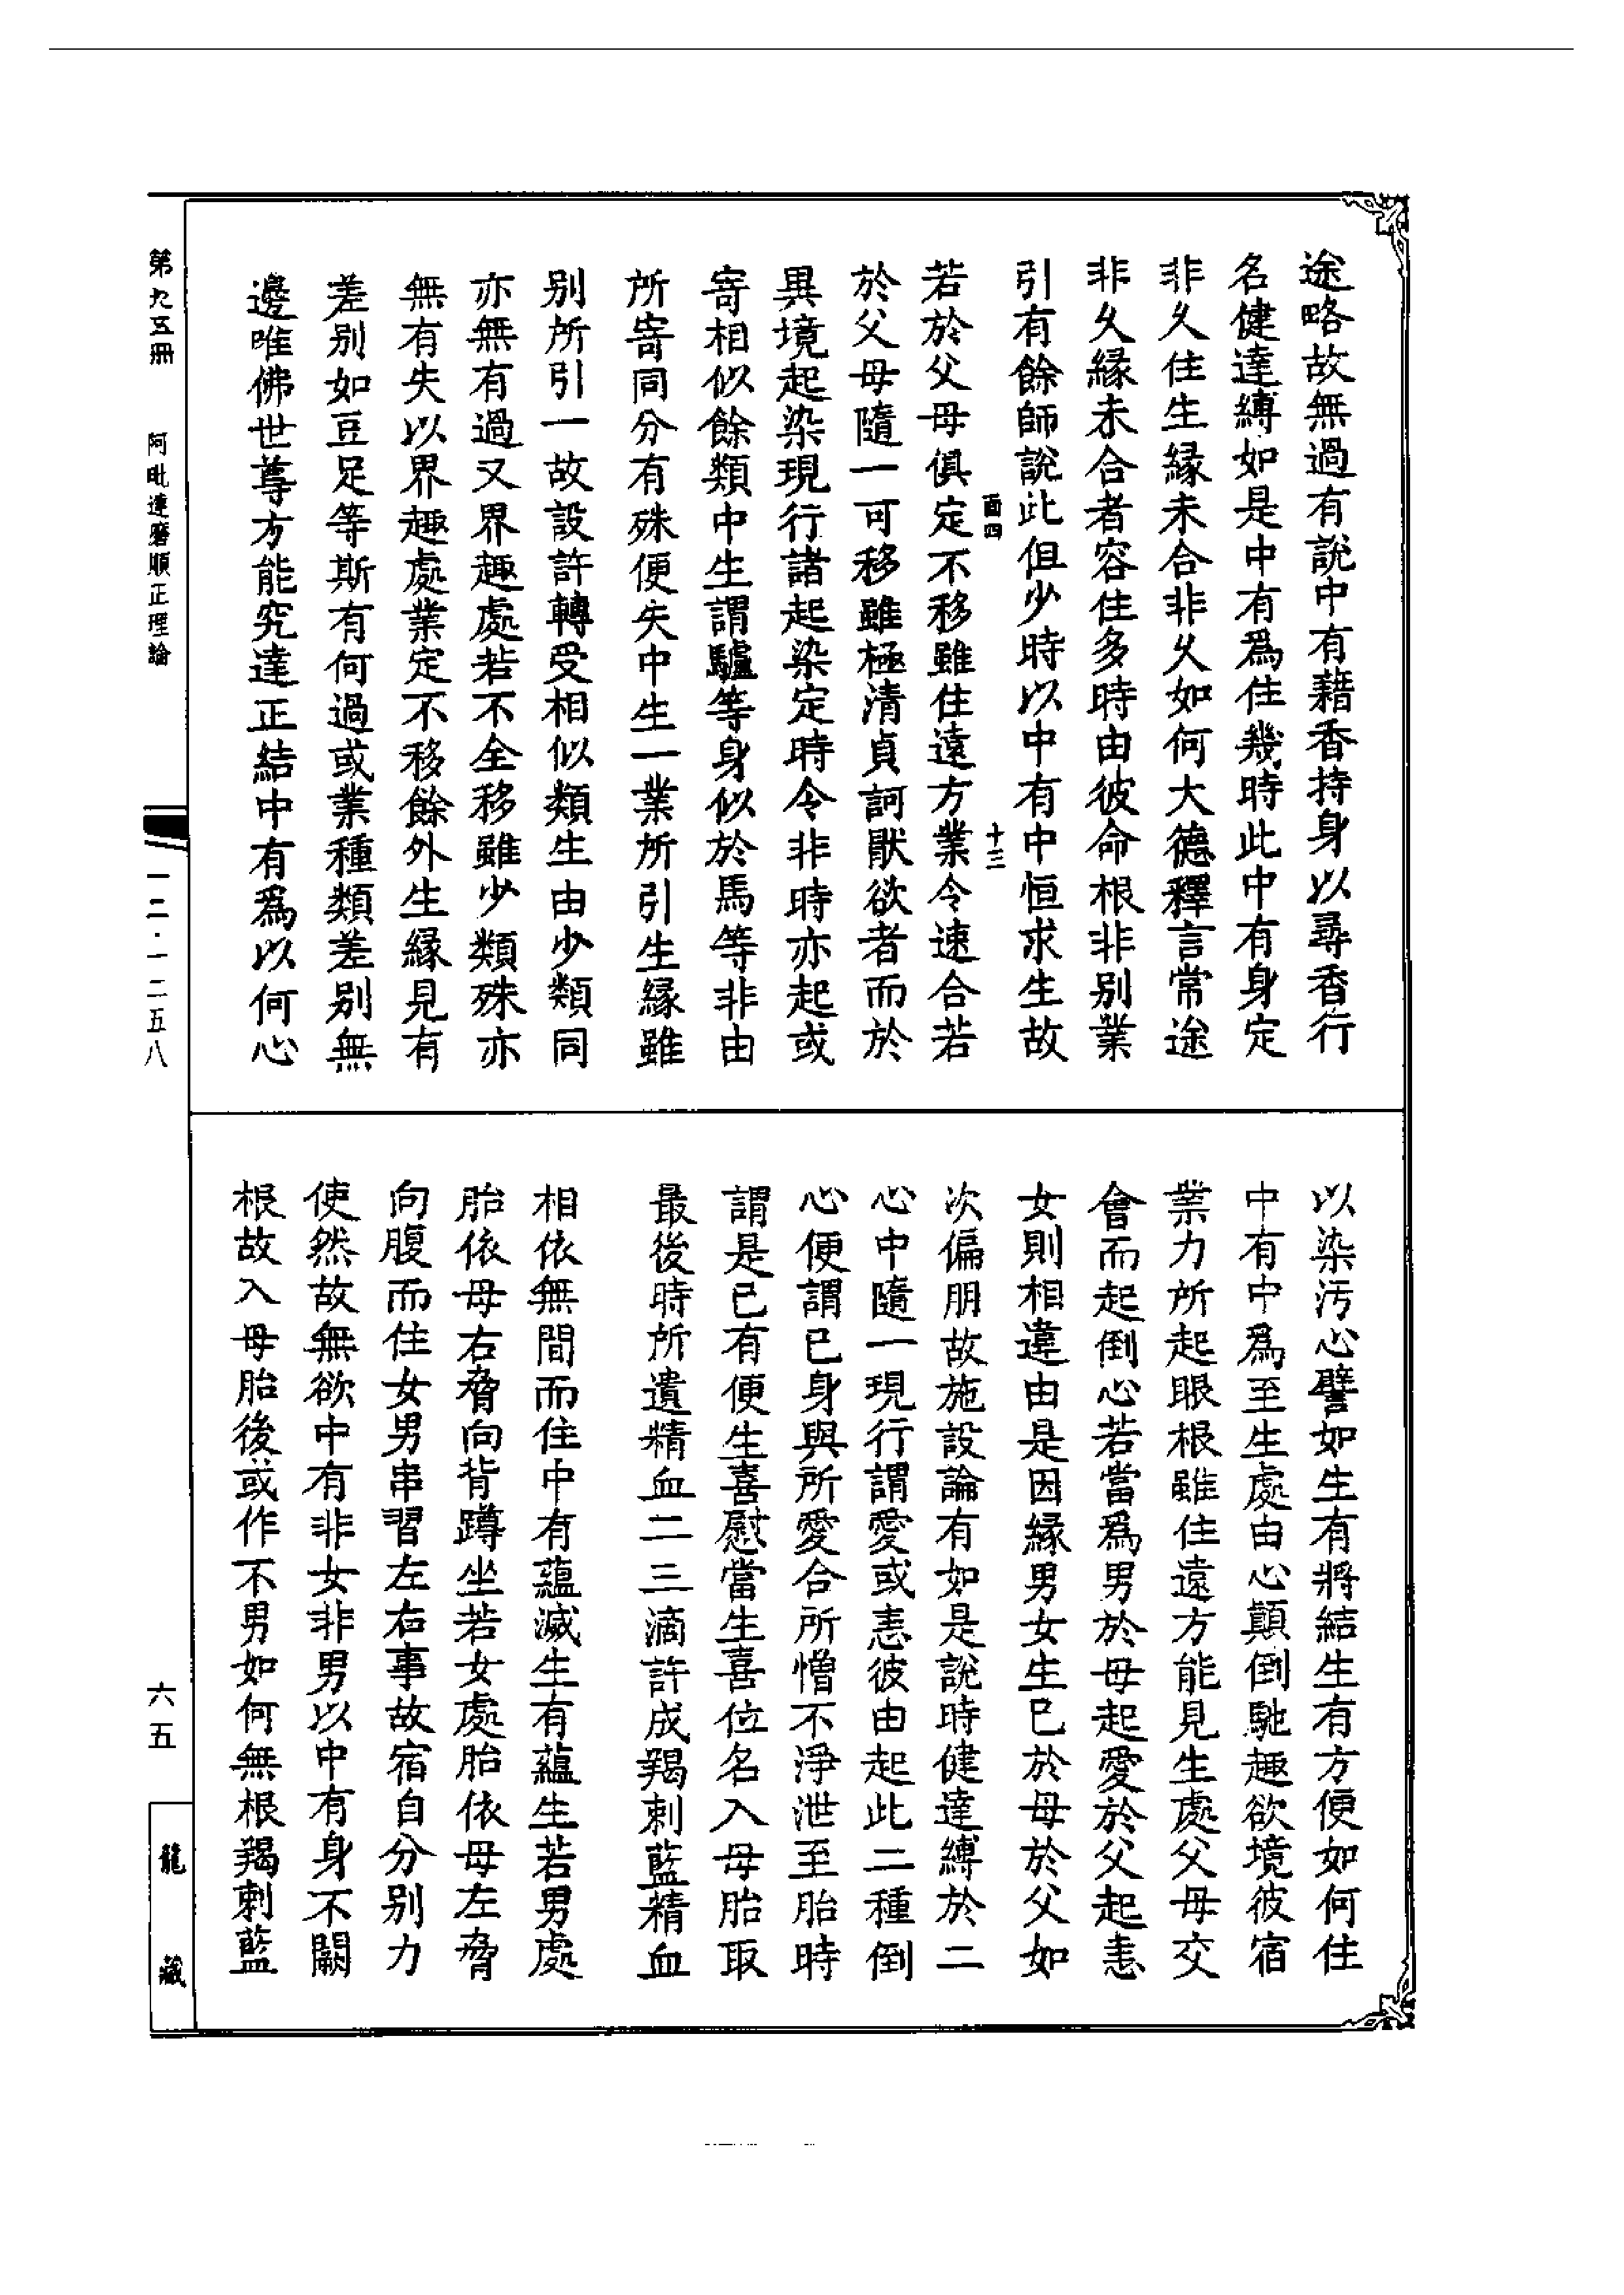 途略故無過有說中有藉香持身以尋香行
名健達縛如是中有爲住幾時此中有身定
非久住生緣未合非久如何大德釋言常途
非久緣未合者容住多時由彼命根非别業
引有餘師說此但少時以中有中恒求生故
面四
十三
若於父母俱定不移雖住遠方業令速合若
於父母隨一可移雖極清貞訶猒欲者而於
異境起染現行諸起染定時令非時亦起或
寄相似餘類中生謂驢等身似於馬等非由
所寄同分有殊便失中生一業所引生緣雖
别所引一故設許轉受相似類生由少類同
亦無有過又界趣處若不全移雖少類殊亦
無有失以界趣處業定不移餘外生緣見有
差别如豆足等斯有何過或業種類差别無
邊唯佛世尊方能究達正結中有爲以何心
以染污心譬如生有將結生有方便如何住
中有中爲至生處由心顛倒馳趣欲境彼宿
業力所起眼根雖住遠方能見生處父母交
會而起倒心若當爲男於母起愛於父起恚
女則相違由是因緣男女生已於母於父如
次偏朋故施設論有如是說時健達縛於二
心中隨一現行謂愛或恚彼由起此二種倒
心便謂已身與所愛合所憎不淨泄至胎時
謂是已有便生喜慰當生喜位名入母胎取
最後時所遺精血二三滴許成羯剌藍精血
相依無間而住中有蘊滅生有蘊生若男處
胎依母右脅向背蹲坐若女處胎依母左脅
向腹而住女男串習左右事故宿自分别力
使然故無欲中有非女非男以中有身不闕
根故入母胎後或作不男如何無根羯剌藍
第九五冊
阿毗達磨順正理論
一二·一二五八
六五
龍藏